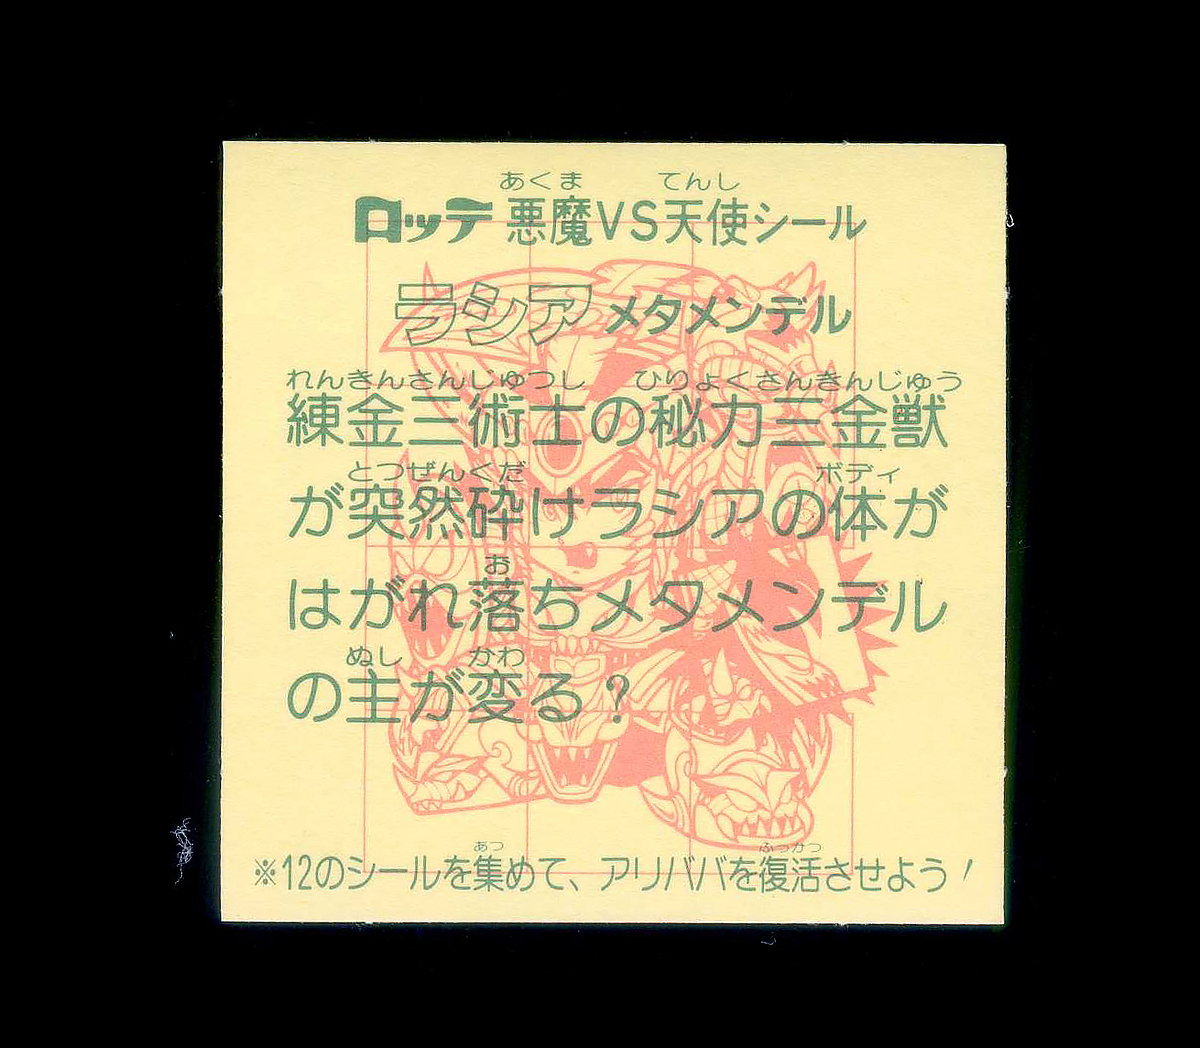 あくま てんし
ロッテ 悪魔VS天使シール
ラシア メタメンデル
れんきんさんじゅつし ひりょくさんきんじゅう
練金三術士の秘力三金獣
とつぜんくだ ボディ
が突然砕けラシアの体が
お
はがれ落ちメタメンデル
ぬし かわ
の主が変る?
あつ ふっかつ
※12のシールを集めて、アリババを復活させよう!